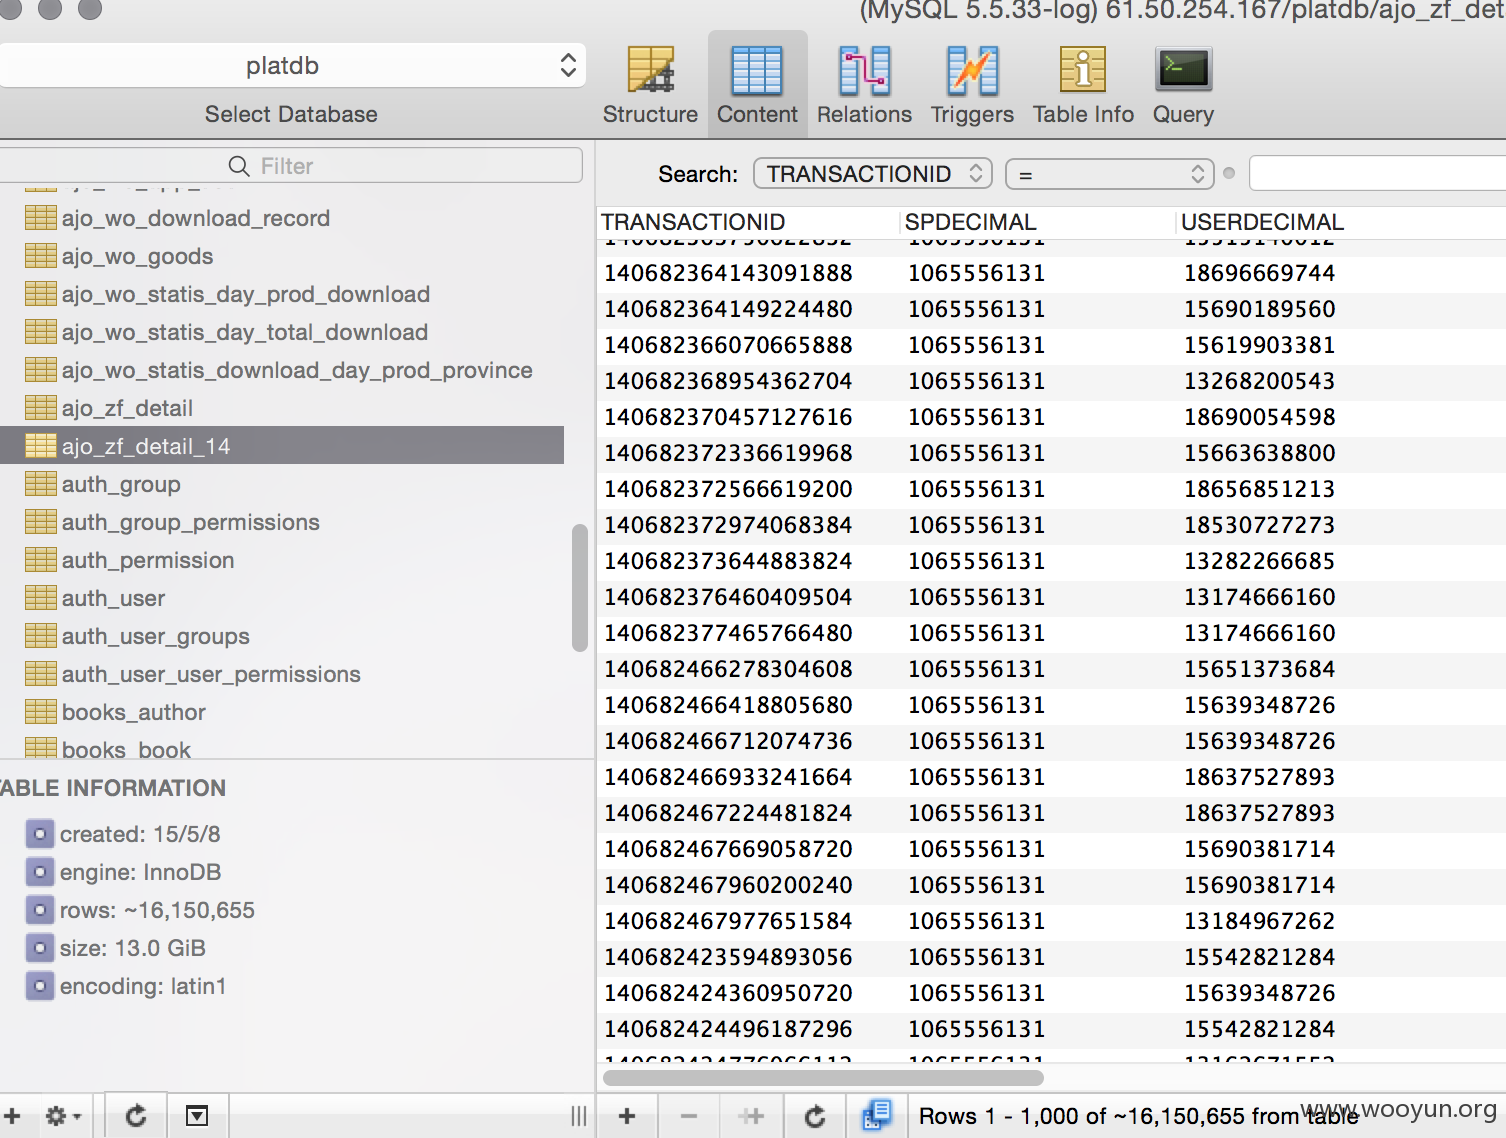 (MySQL 5.5.33-log) 61.50.254.167/platdb/ajo_zf_det
platdb
Select Database
Structure
Content
Relations
Triggers
Table Info
Query
Filter
Search: TRANSACTIONID =
ajo_wo_download_record
ajo_wo_goods
ajo_wo_statis_day_prod_download
ajo_wo_statis_day_total_download
ajo_wo_statis_download_day_prod_province
ajo_zf_detail
ajo_zf_detail_14
auth_group
auth_group_permissions
auth_permission
auth_user
auth_user_groups
auth_user_user_permissions
books_author
books_book
TABLE INFORMATION
created: 15/5/8
engine: InnoDB
rows: ~16,150,655
size: 13.0 GiB
encoding: latin1
TRANSACTIONID SPDECIMAL USERDECIMAL
140682364143091888 1065556131 18696669744
140682364149224480 1065556131 15690189560
140682366070665888 1065556131 15619903381
140682368954362704 1065556131 13268200543
140682370457127616 1065556131 18690054598
140682372336619968 1065556131 15663638800
140682372566619200 1065556131 18656851213
140682372974068384 1065556131 18530727273
140682373644883824 1065556131 13282266685
140682376460409504 1065556131 13174666160
140682377465766480 1065556131 13174666160
140682466278304608 1065556131 15651373684
140682466418805680 1065556131 15639348726
140682466712074736 1065556131 15639348726
140682466933241664 1065556131 18637527893
140682467224481824 1065556131 18637527893
140682467669058720 1065556131 15690381714
140682467960200240 1065556131 15690381714
140682467977651584 1065556131 13184967262
140682423594893056 1065556131 15542821284
140682424360950720 1065556131 15639348726
140682424496187296 1065556131 15542821284
Rows 1 - 1,000 of ~16,150,655 from table
www.wooyun.org